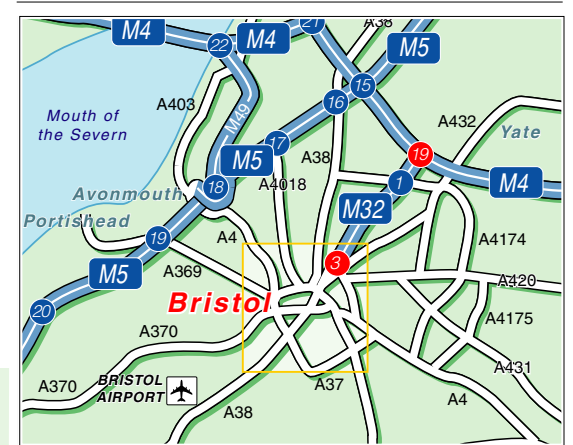 M4
22
M4
21
A38
M5
15
16
A403
M49
Mouth of
the Severn
17
A432
Yate
19
A38
M5
A4018
18
1
M4
Avonmouth
M32
Portishead
19
A4
A4174
3
A369
M5
A420
Bristol
20
A4175
A370
A431
A370
BRISTOL
AIRPORT
A37
A38
A4